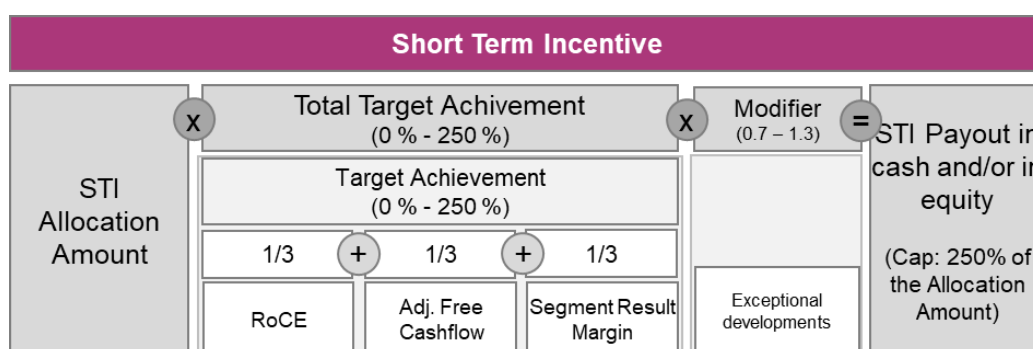 Short Term Incentive
STI
Allocation
Amount
x
Total Target Achivement
(0 % - 250 %)
x
Modifier
(0.7 – 1.3)
=
STI Payout in
cash and/or in
equity
(Cap: 250% of
the Allocation
Amount)
Target Achievement
(0 % - 250 %)
1/3
+
1/3
+
1/3
RoCE
Adj. Free
Cashflow
Segment Result
Margin
Exceptional
developments